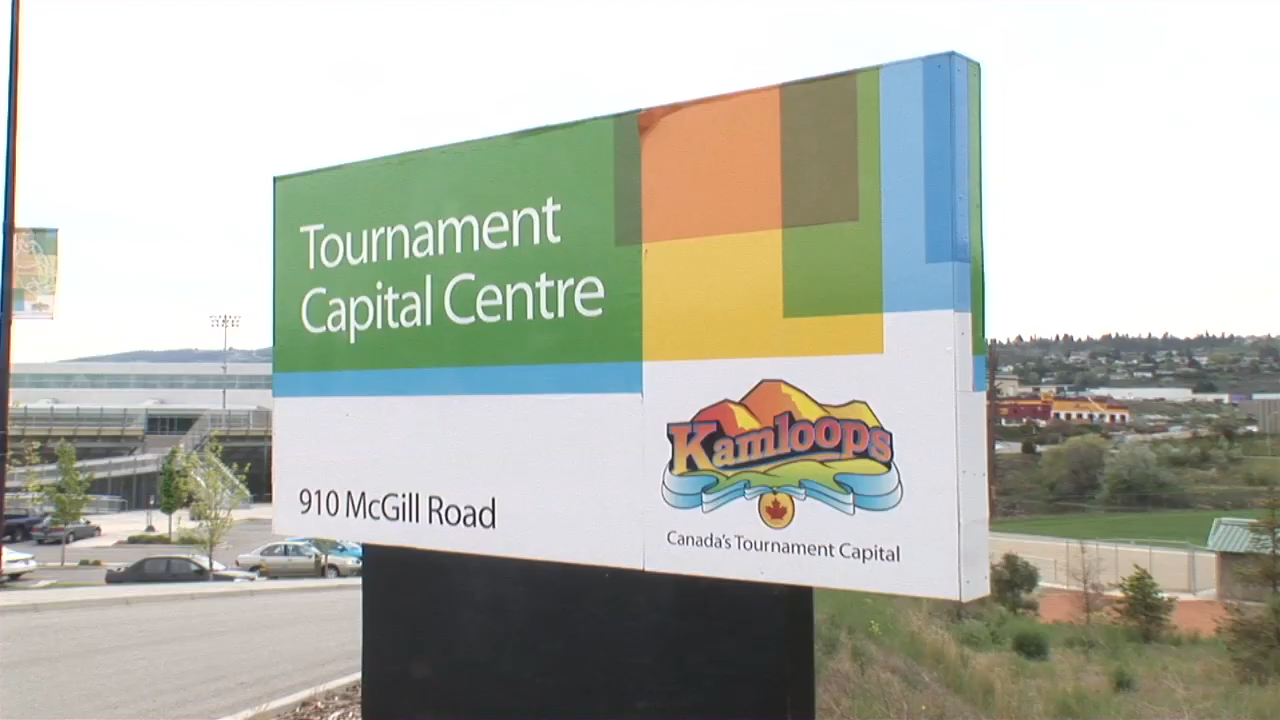 Tournament
Capital Centre
910 McGill Road
Kamloops
Canada's Tournament Capital